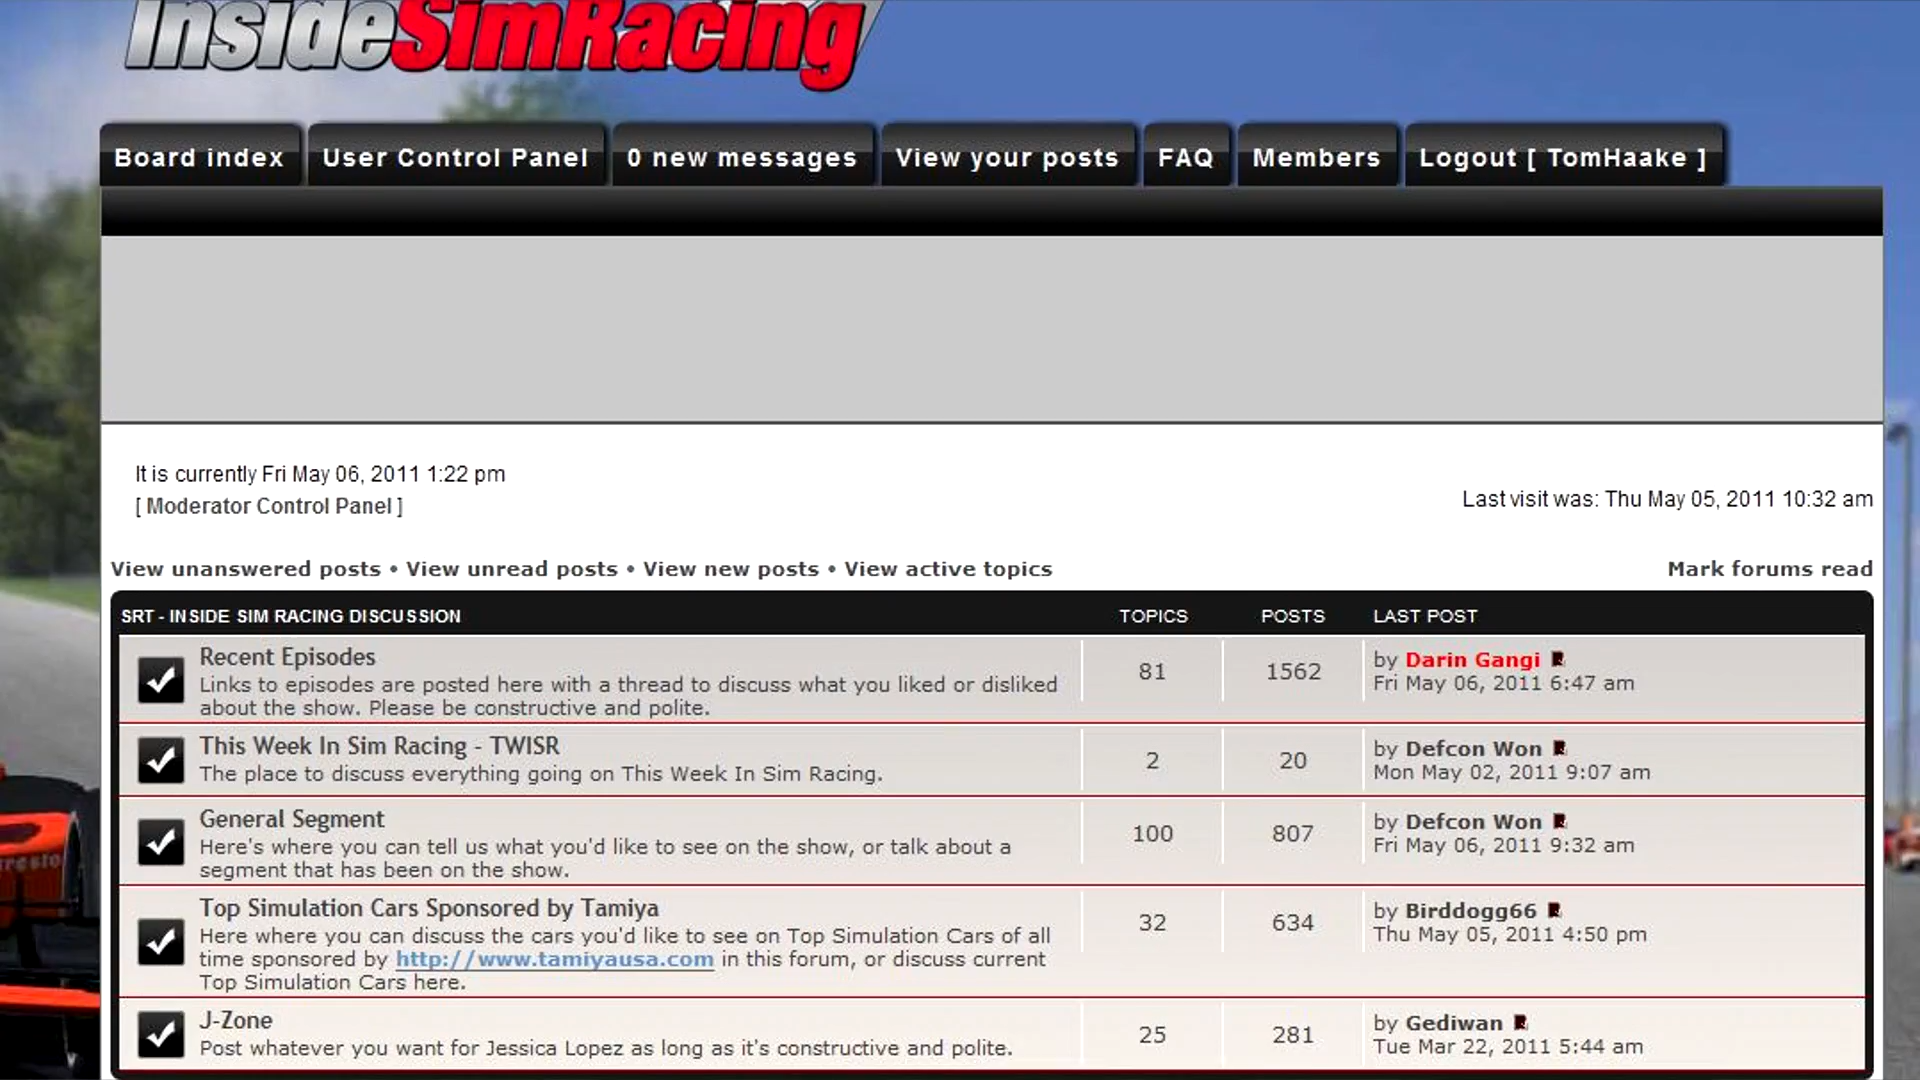 InsideSimRacing
Board index User Control Panel 0 new messages View your posts FAQ Members Logout [ TomHaake ]
It is currently Fri May 06, 2011 1:22 pm
[ Moderator Control Panel ]
Last visit was: Thu May 05, 2011 10:32 am
View unanswered posts • View unread posts • View new posts • View active topics Mark forums read
SRT - INSIDE SIM RACING DISCUSSION TOPICS POSTS LAST POST
Recent Episodes
Links to episodes are posted here with a thread to discuss what you liked or disliked
about the show. Please be constructive and polite.
81 1562
by Darin Gangi
Fri May 06, 2011 6:47 am
This Week In Sim Racing - TWISR
The place to discuss everything going on This Week In Sim Racing.
2 20
by Defcon Won
Mon May 02, 2011 9:07 am
General Segment
Here's where you can tell us what you'd like to see on the show, or talk about a
segment that has been on the show.
100 807
by Defcon Won
Fri May 06, 2011 9:32 am
Top Simulation Cars Sponsored by Tamiya
Here where you can discuss the cars you'd like to see on Top Simulation Cars of all
time sponsored by http://www.tamiyausa.com in this forum, or discuss current
Top Simulation Cars here.
32 634
by Birddogg66
Thu May 05, 2011 4:50 pm
J-Zone
Post whatever you want for Jessica Lopez as long as it's constructive and polite.
25 281
by Gediwan
Tue Mar 22, 2011 5:44 am